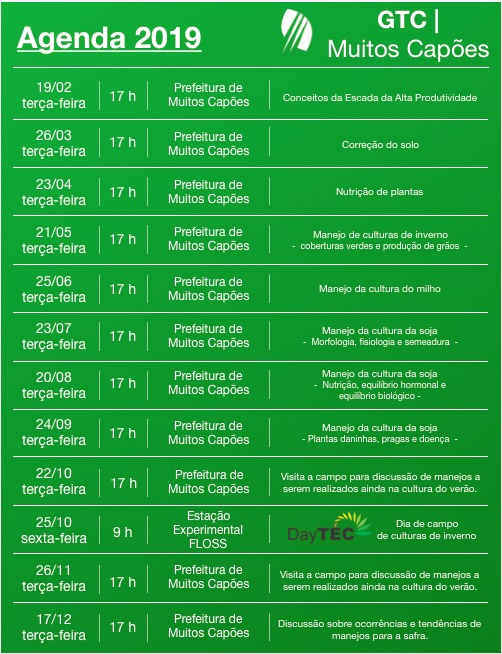 Agenda 2019
GTC |
Muitos Capões
19/02
terça-feira
17 h
Prefeitura de
Muitos Capões
Conceitos da Escada da Alta Produtividade
26/03
terça-feira
17 h
Prefeitura de
Muitos Capões
Correção do solo
23/04
terça-feira
17 h
Prefeitura de
Muitos Capões
Nutrição de plantas
21/05
terça-feira
17 h
Prefeitura de
Muitos Capões
Manejo de culturas de inverno
- coberturas verdes e produção de grãos -
25/06
terça-feira
17 h
Prefeitura de
Muitos Capões
Manejo da cultura do milho
23/07
terça-feira
17 h
Prefeitura de
Muitos Capões
Manejo da cultura da soja
- Morfologia, fisiologia e semeadura -
20/08
terça-feira
17 h
Prefeitura de
Muitos Capões
Manejo da cultura da soja
- Nutrição, equilíbrio hormonal e
equilíbrio biológico -
24/09
terça-feira
17 h
Prefeitura de
Muitos Capões
Manejo da cultura da soja
- Plantas daninhas, pragas e doença -
22/10
terça-feira
17 h
Prefeitura de
Muitos Capões
Visita a campo para discussão de manejos a
serem realizados ainda na cultura do verão.
25/10
sexta-feira
9 h
Estação
Experimental
FLOSS
DayTEC
Dia de campo
de culturas de inverno
26/11
terça-feira
17 h
Prefeitura de
Muitos Capões
Visita a campo para discussão de manejos a
serem realizados ainda na cultura do verão.
17/12
terça-feira
17 h
Prefeitura de
Muitos Capões
Discussão sobre ocorrências e tendências de
manejos para a safra.